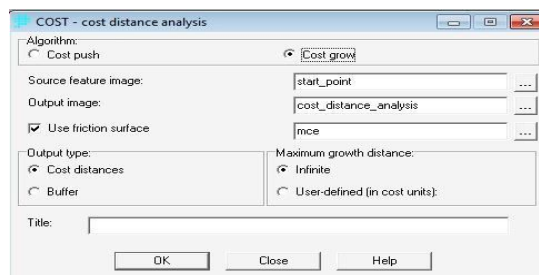 COST - cost distance analysis
Algorithm:
Cost push
Cost grow
Source feature image:
start_point
...
Output image:
cost_distance_analysis
...
Use friction surface
mce
...
Output type:
Cost distances
Buffer
Maximum growth distance:
Infinite
User-defined (in cost units):
Title:
OK
Close
Help